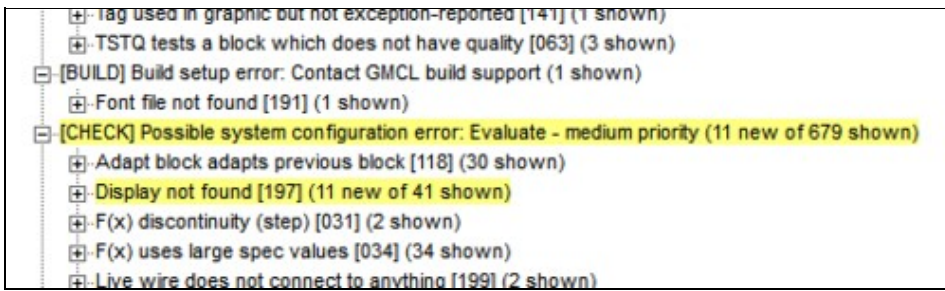 Tag used in graphic but not exception-reported [141] (1 shown)
TSTQ tests a block which does not have quality [063] (3 shown)
[BUILD] Build setup error: Contact GMCL build support (1 shown)
Font file not found [191] (1 shown)
[CHECK] Possible system configuration error: Evaluate - medium priority (11 new of 679 shown)
Adapt block adapts previous block [118] (30 shown)
Display not found [197] (11 new of 41 shown)
F(x) discontinuity (step) [031] (2 shown)
F(x) uses large spec values [034] (34 shown)
Live wire does not connect to anything [199] (2 shown)